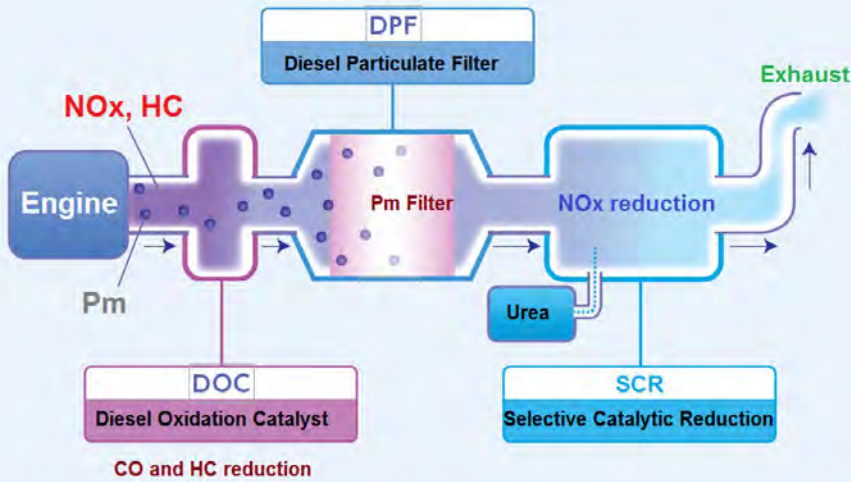 DPF
Diesel Particulate Filter
Exhaust
NOx, HC
Engine
Pm Filter
NOx reduction
Pm
Urea
DOC
Diesel Oxidation Catalyst
SCR
Selective Catalytic Reduction
CO and HC reduction